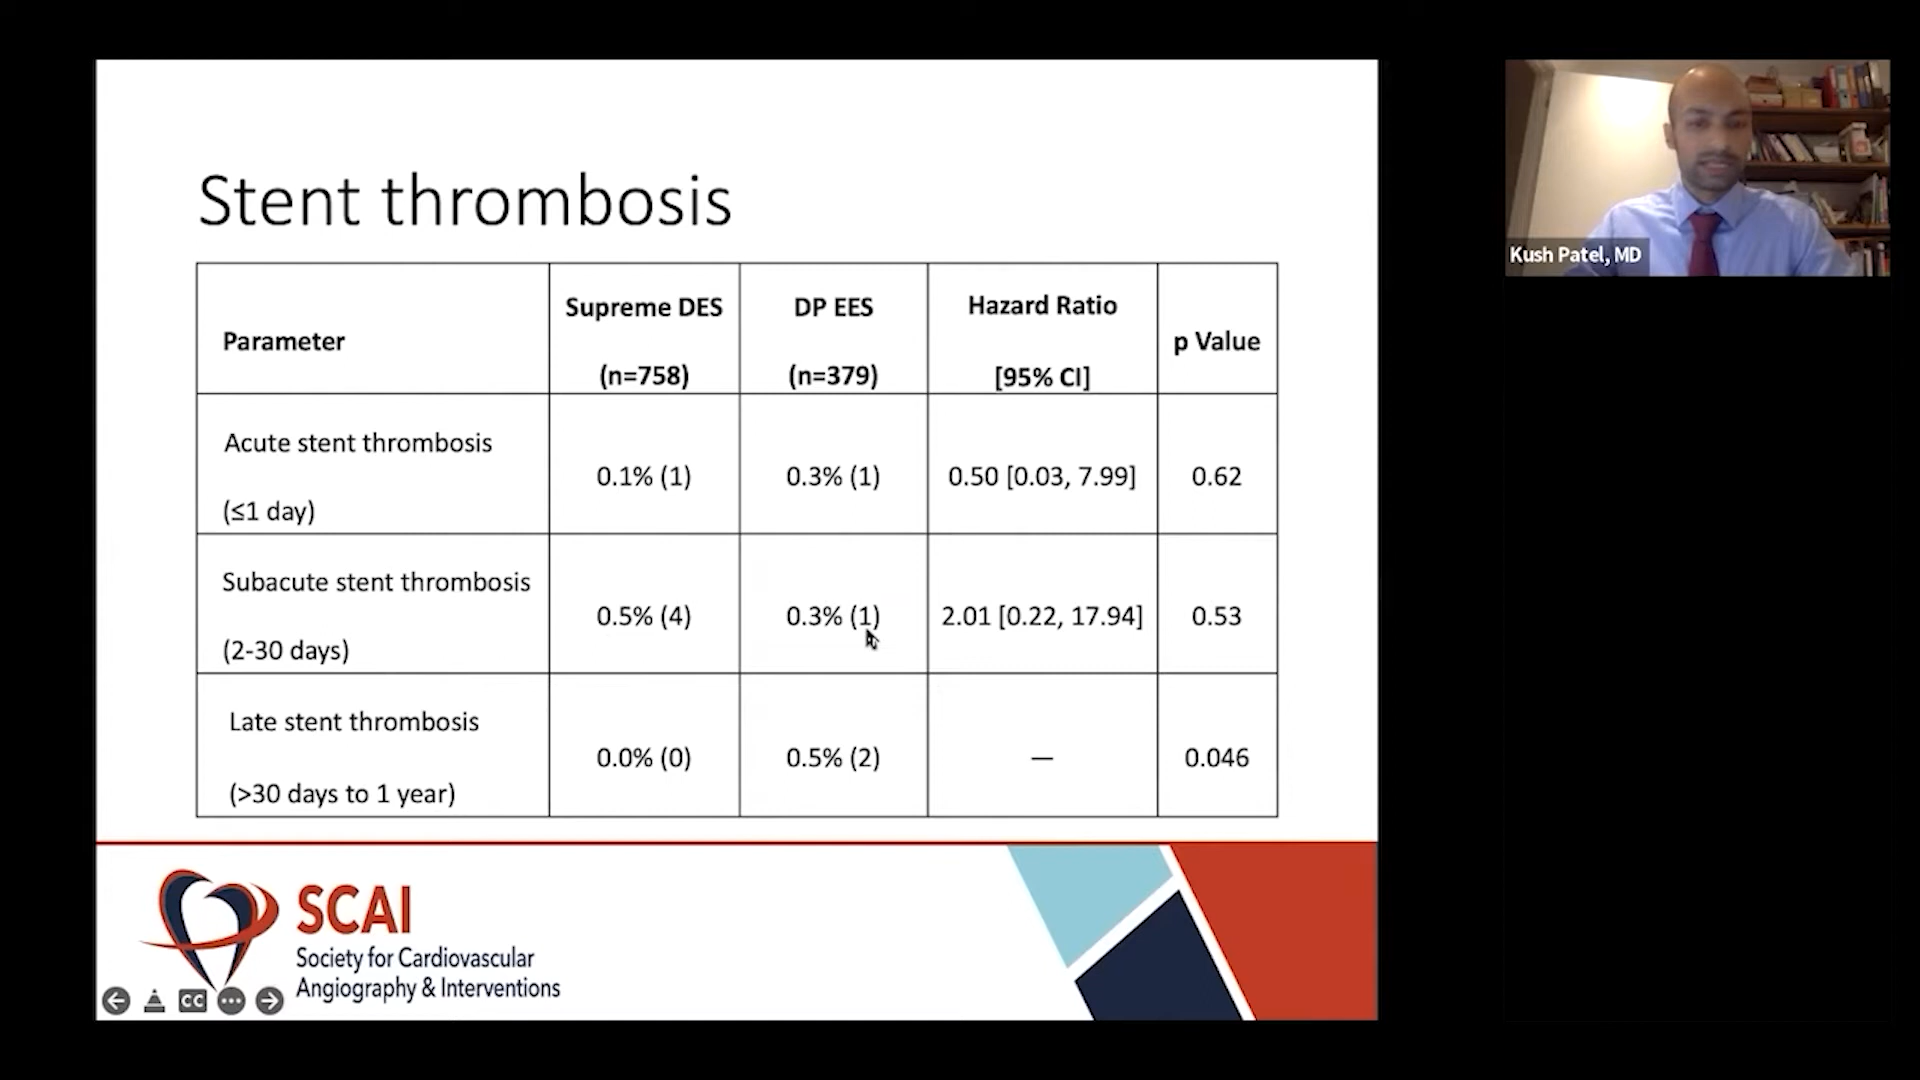 Stent thrombosis
Parameter
Supreme DES
(n=758)
DP EES
(n=379)
Hazard Ratio
[95% CI]
p Value
Acute stent thrombosis
(≤1 day)
0.1% (1)
0.3% (1)
0.50 [0.03, 7.99]
0.62
Subacute stent thrombosis
(2-30 days)
0.5% (4)
0.3% (1)
2.01 [0.22, 17.94]
0.53
Late stent thrombosis
(>30 days to 1 year)
0.0% (0)
0.5% (2)
—
0.046
SCAI
Society for Cardiovascular
Angiography & Interventions
CC
Kush Patel, MD